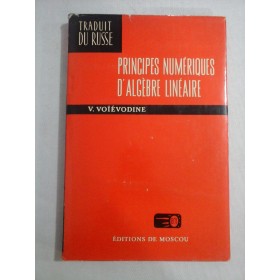 TRADUIT
DU RUSSE
PRINCIPES NUMÉRIQUES
D'ALGÈBRE LINÉAIRE
V. VOÏÉVODINE
ÉDITIONS DE MOSCOU